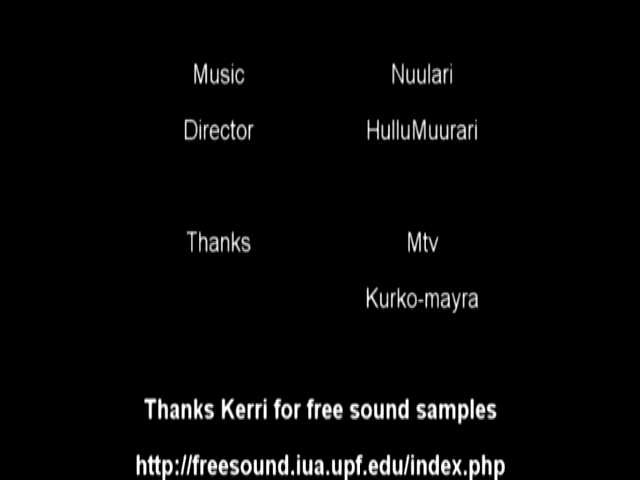 Music Nuulari
Director HulluMuurari
Thanks Mtv
Kurko-mayra
Thanks Kerri for free sound samples
http://freesound.iua.upf.edu/index.php